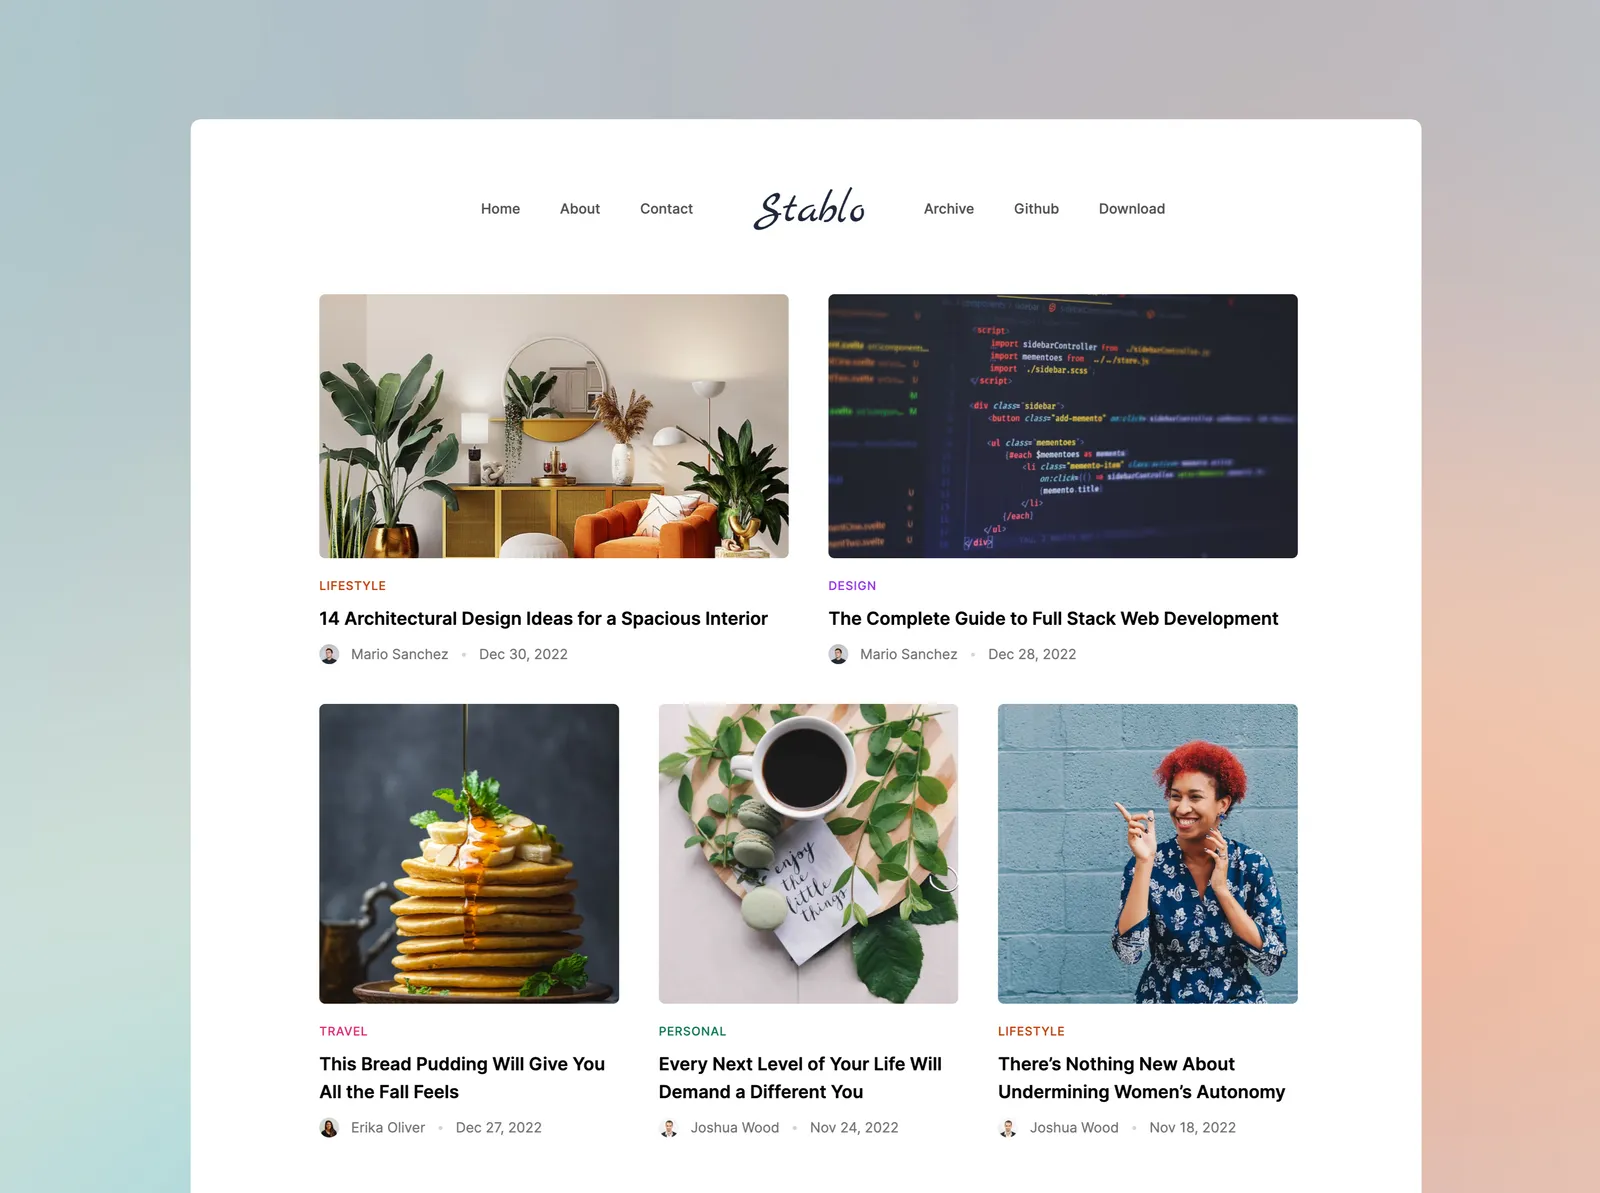 Home About Contact Stablo Archive Github Download
<script>
import sidebarController from
import mementoes from ../../store.js
import './sidebar.scss'
</script>
<div class="sidebar">
<button class="add-memento" on:click=
<ul class="mementoes">
{#each $mementoes as memento
<li class="memento-item"
on:click={() => sidebarController
{memento.title}
</li>
{/each}
</ul>
</div>
LIFESTYLE
14 Architectural Design Ideas for a Spacious Interior
Mario Sanchez • Dec 30, 2022
DESIGN
The Complete Guide to Full Stack Web Development
Mario Sanchez • Dec 28, 2022
enjoy
the
little
things
TRAVEL
This Bread Pudding Will Give You
All the Fall Feels
Erika Oliver • Dec 27, 2022
PERSONAL
Every Next Level of Your Life Will
Demand a Different You
Joshua Wood • Nov 24, 2022
LIFESTYLE
There's Nothing New About
Undermining Women's Autonomy
Joshua Wood • Nov 18, 2022